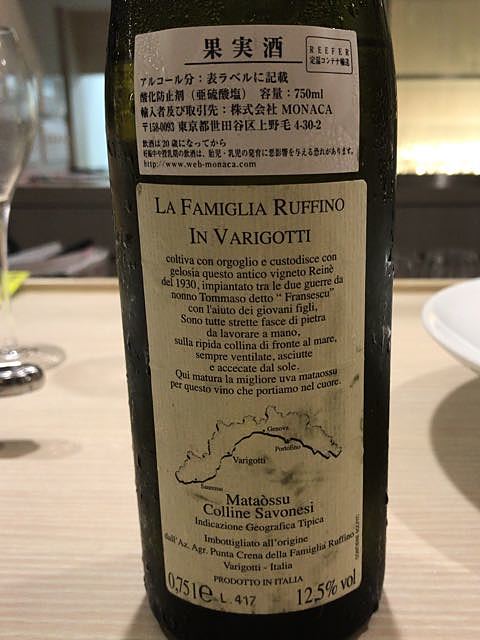 果実酒
REEFER
定温コンテナ輸送
アルコール分：表ラベルに記載
酸化防止剤（亜硫酸塩） 容量：750ml
輸入者及び取引先：株式会社 MONACA
〒158-0093 東京都世田谷区上野毛 4-30-2
飲酒は20歳になってから
妊娠中や授乳期の飲酒は、胎児・乳児の発育に悪影響を与える恐れがあります。
http://www.web-monaca.com
LA FAMIGLIA RUFFINO
IN VARIGOTTI
coltiva con orgoglio e custodisce con
gelosia questo antico vigneto Reinè
del 1930, impiantato tra le due guerre da
nonno Tommaso detto “ Fransescu”
con l'aiuto dei giovani figli,
Sono tutte strette fasce di pietra
da lavorare a mano,
sulla ripida collina di fronte al mare,
sempre ventilate, asciutte
e accecate dal sole.
Qui matura la migliore uva mataossu
per questo vino che portiamo nel cuore.
Genova
Portofino
Varigotti
Mataòssu
Colline Savonesi
Indicazione Geografica Tipica
Imbottigliato all'origine
dall'Az. Agr. Punta Crena della Famiglia Ruffino
Varigotti - Italia
PRODOTTO IN ITALIA
0,75 l e L. 417 12,5% vol